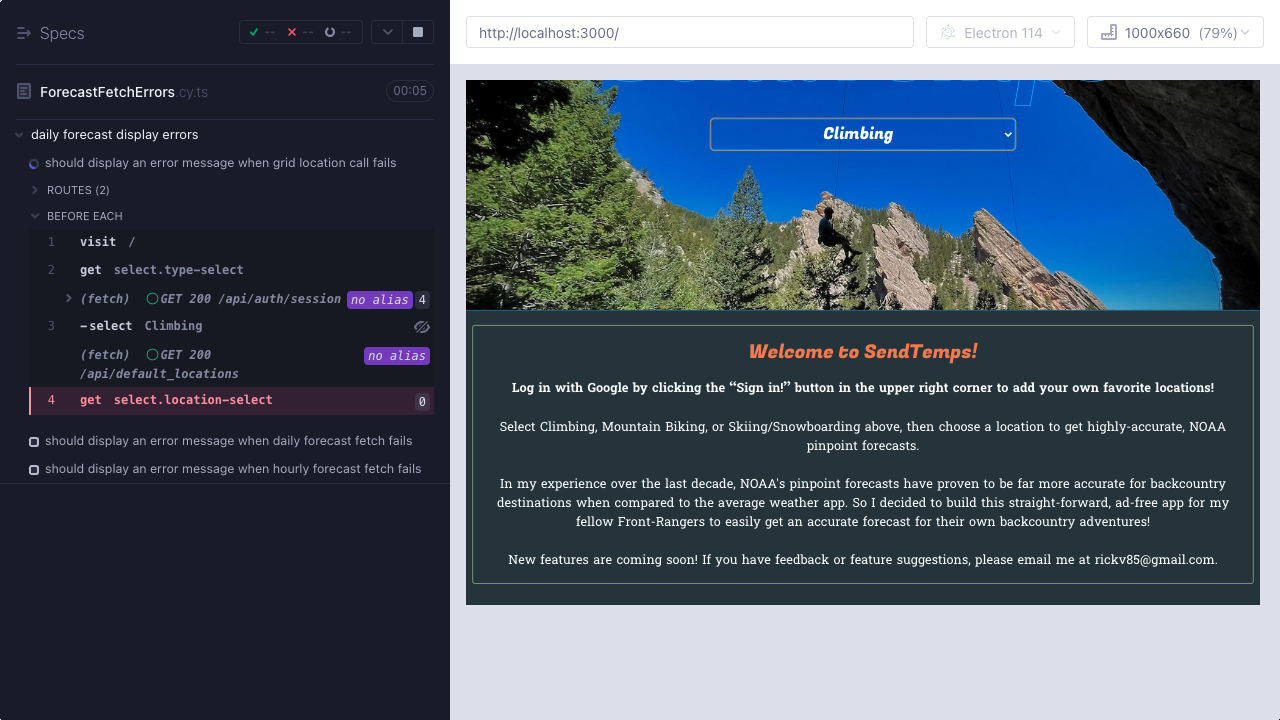 Specs
-- -- --
ForecastFetchErrors.cy.ts 00:05
daily forecast display errors
should display an error message when grid location call fails
ROUTES (2)
BEFORE EACH
1 visit /
2 get select.type-select
(fetch) GET 200 /api/auth/session no alias 4
3 -select Climbing
(fetch) GET 200 no alias
/api/default_locations
4 get select.location-select 0
should display an error message when daily forecast fetch fails
should display an error message when hourly forecast fetch fails
http://localhost:3000/
Electron 114
1000x660 (79%)
Climbing
Welcome to SendTemps!
Log in with Google by clicking the “Sign in!” button in the upper right corner to add your own favorite locations!
Select Climbing, Mountain Biking, or Skiing/Snowboarding above, then choose a location to get highly-accurate, NOAA
pinpoint forecasts.
In my experience over the last decade, NOAA's pinpoint forecasts have proven to be far more accurate for backcountry
destinations when compared to the average weather app. So I decided to build this straight-forward, ad-free app for my
fellow Front-Rangers to easily get an accurate forecast for their own backcountry adventures!
New features are coming soon! If you have feedback or feature suggestions, please email me at rickv85@gmail.com.